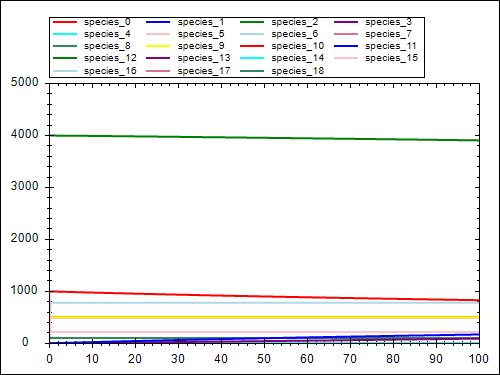 species_0 species_1 species_2 species_3
species_4 species_5 species_6 species_7
species_8 species_9 species_10 species_11
species_12 species_13 species_14 species_15
species_16 species_17 species_18
5000
4000
3000
2000
1000
0
0 10 20 30 40 50 60 70 80 90 100